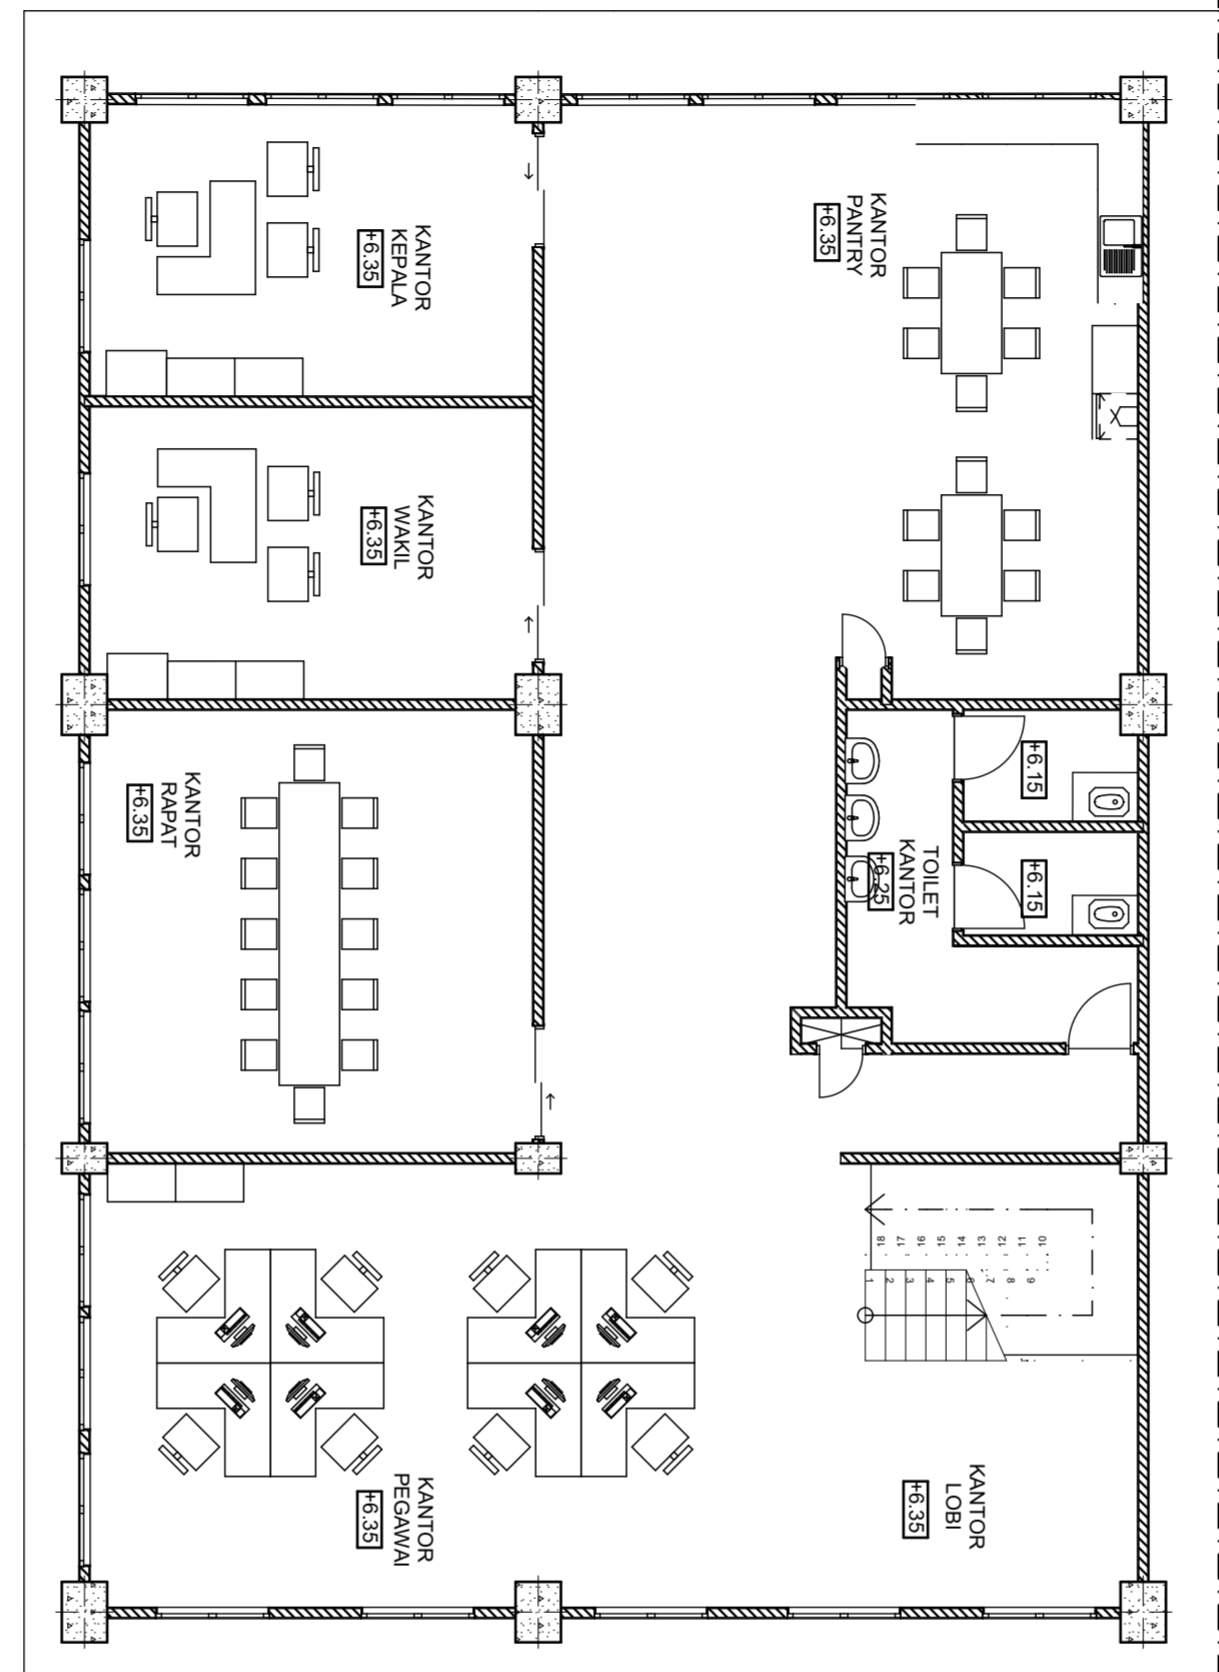 KANTOR
KEPALA
+6.35
KANTOR
PANTRY
+6.35
KANTOR
WAKIL
+6.35
KANTOR
RAPAT
+6.35
TOILET
KANTOR
+6.25
+6.15
+6.15
18 17 16 15 14 13 12 11 10
1 2 3 4 5 6 7 8 9
KANTOR
PEGAWAI
+6.35
KANTOR
LOBI
+6.35